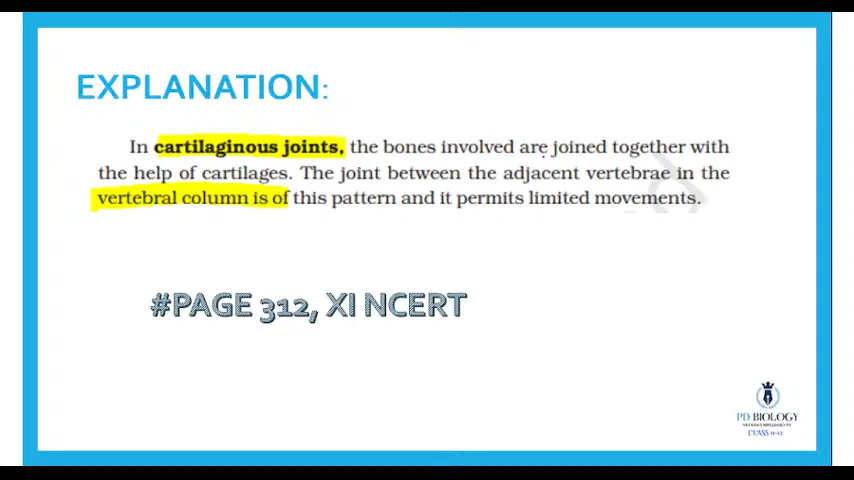 EXPLANATION:
In cartilaginous joints, the bones involved are joined together with
the help of cartilages. The joint between the adjacent vertebrae in the
vertebral column is of this pattern and it permits limited movements.
#PAGE 312, XI NCERT
PD BIOLOGY
CLASS 11-12